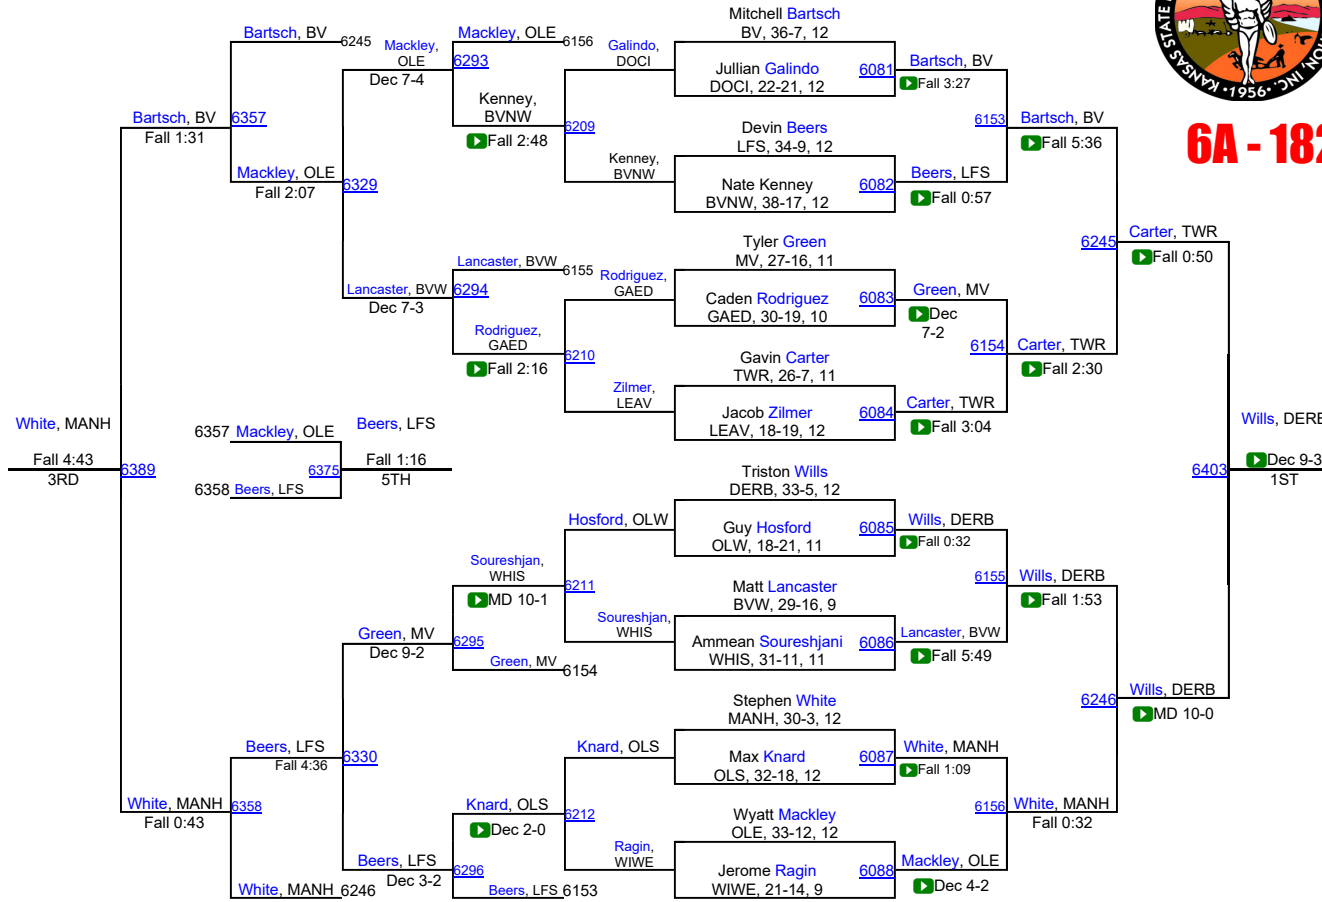 Mitchell Bartsch
BV, 36-7, 12
Jullian Galindo
DOCI, 22-21, 12
6081
Devin Beers
LFS, 34-9, 12
Nate Kenney
BVNW, 38-17, 12
6082
Tyler Green
MV, 27-16, 11
Caden Rodriguez
GAED, 30-19, 10
6083
Gavin Carter
TWR, 26-7, 11
Jacob Zilmer
LEAV, 18-19, 12
6084
Triston Wills
DERB, 33-5, 12
Guy Hosford
OLW, 18-21, 11
6085
Matt Lancaster
BVW, 29-16, 9
Ammean Soureshjani
WHIS, 31-11, 11
6086
Stephen White
MANH, 30-3, 12
Max Knard
OLS, 32-18, 12
6087
Wyatt Mackley
OLE, 33-12, 12
Jerome Ragin
WIWE, 21-14, 9
6088
Bartsch, BV
Fall 3:27
6153
Beers, LFS
Fall 0:57
Green, MV
Dec
7-2
6154
Carter, TWR
Fall 3:04
Wills, DERB
Fall 0:32
6155
Lancaster, BVW
Fall 5:49
White, MANH
Fall 1:09
6156
Mackley, OLE
Dec 4-2
Bartsch, BV
Fall 5:36
6245
Carter, TWR
Fall 2:30
Wills, DERB
Fall 1:53
6246
White, MANH
Fall 0:32
Carter, TWR
Fall 0:50
6403
Wills, DERB
MD 10-0
Wills, DERB
Dec 9-3
1ST
Galindo,
DOCI
6209
Kenney,
BVNW
Rodriguez,
GAED
6210
Zilmer,
LEAV
Hosford, OLW
6211
Soureshjan,
WHIS
Knard, OLS
6212
Ragin,
WIWE
Mackley, OLE 6156
6293
Kenney,
BVNW
Fall 2:48
Lancaster, BVW 6155
6294
Rodriguez,
GAED
Fall 2:16
Soureshjan,
WHIS
MD 10-1
6295
Green, MV 6154
Knard, OLS
Dec 2-0
6296
Beers, LFS 6153
Mackley,
OLE
Dec 7-4
6329
Lancaster, BVW
Dec 7-3
Green, MV
Dec 9-2
6330
Beers, LFS
Dec 3-2
Bartsch, BV 6245
6357
Mackley, OLE
Fall 2:07
Beers, LFS
Fall 4:36
6358
White, MANH 6246
Bartsch, BV
Fall 1:31
6389
White, MANH
Fall 0:43
White, MANH
Fall 4:43
3RD
6357 Mackley, OLE
6375
6358 Beers, LFS
Beers, LFS
Fall 1:16
5TH
KANSAS STATE
ION, INC.
•1956•
6A - 182